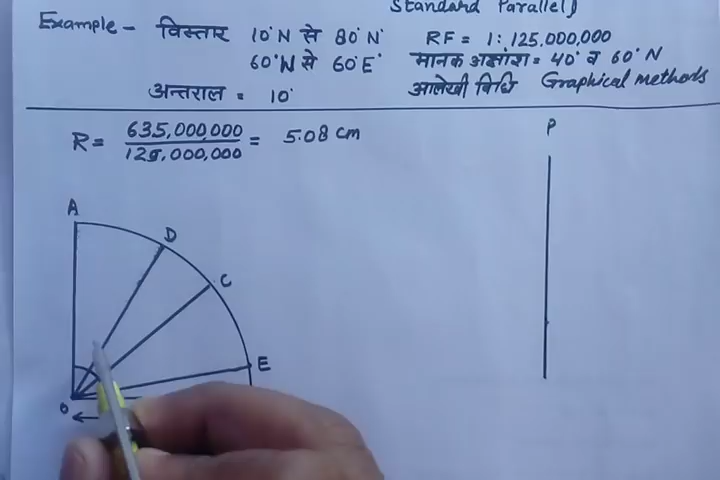 Standard Parallel)
Example - विस्तार 10°N से 80°N
60°W से 60°E
अन्तराल = 10°
RF = 1:125,000,000
मानक अक्षांश = 40° व 60° N
आलेखी विधि Graphical methods
R = 635,000,000 / 125,000,000 = 5.08 cm
P
A
D
C
E
O